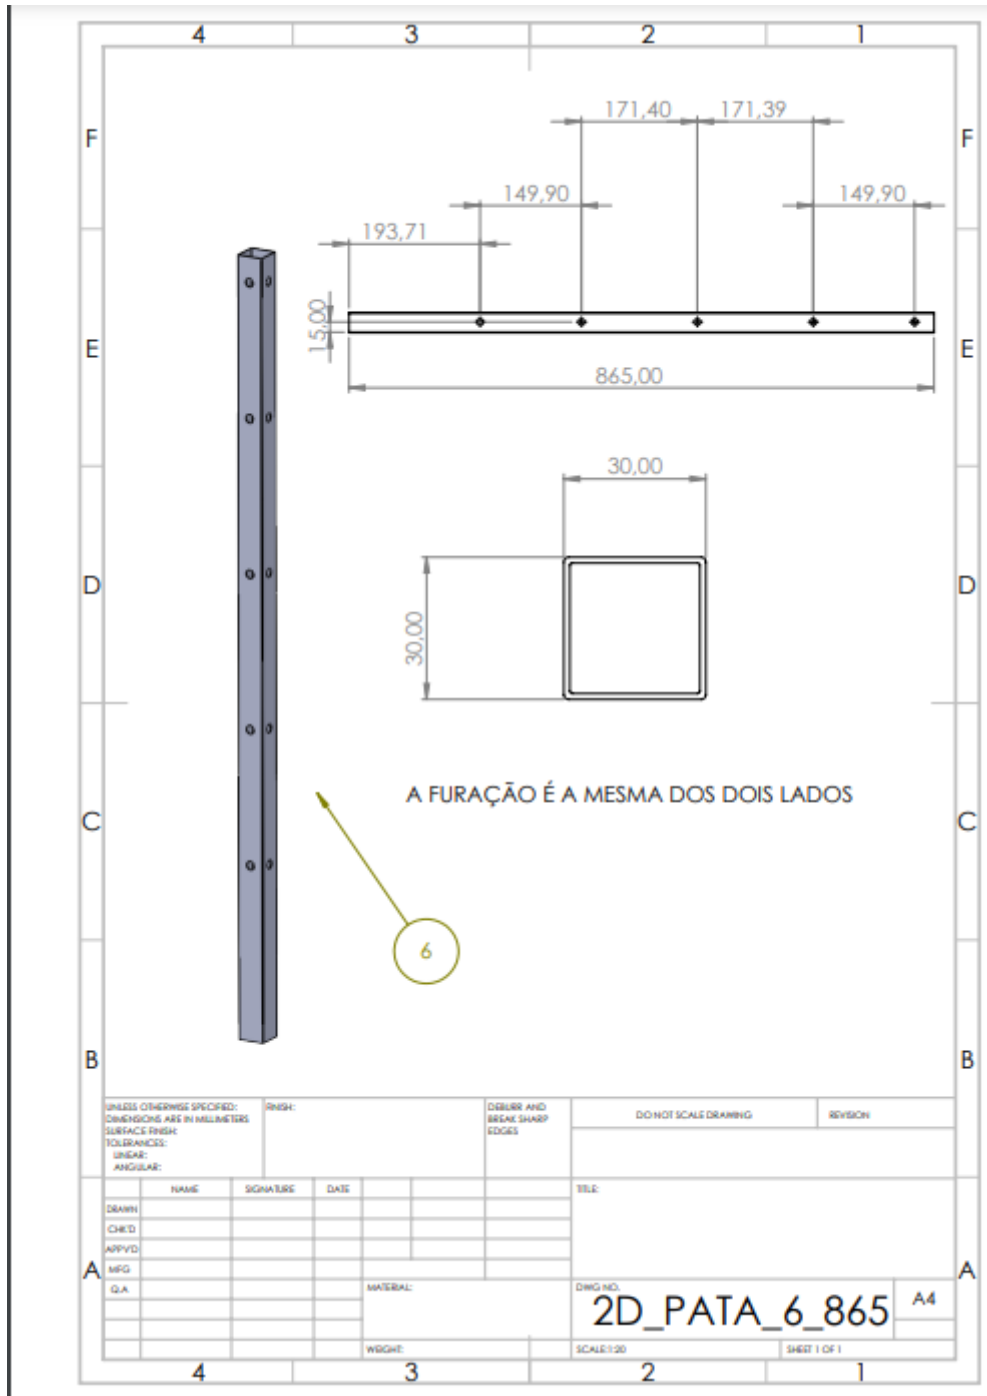 4 3 2 1
F F
171,40 171,39
149,90 149,90
193,71
15,00
E E
865,00
30,00
D D
30,00
A FURAÇÃO É A MESMA DOS DOIS LADOS
C C
6
B B
UNLESS OTHERWISE SPECIFIED:
DIMENSIONS ARE IN MILLIMETERS
SURFACE FINISH:
TOLERANCES:
LINEAR:
ANGULAR:
FINISH:
DEBURR AND
BREAK SHARP
EDGES
DO NOT SCALE DRAWING
REVISION
NAME SIGNATURE DATE
TITLE:
DRAWN
CHK'D
APPV'D
MFG
Q.A
A A
MATERIAL:
DWG NO.
2D_PATA_6_865
A4
WEIGHT:
SCALE:1:20
SHEET 1 OF 1
4 3 2 1